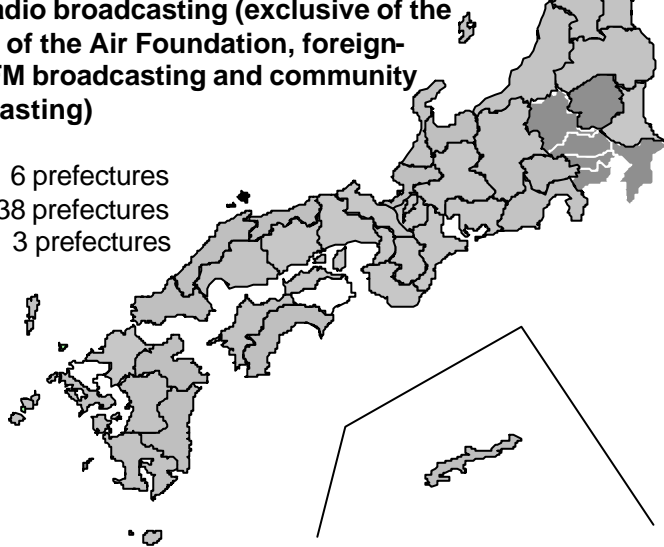 adio broadcasting (exclusive of the
of the Air Foundation, foreign-
FM broadcasting and community
asting)
6 prefectures
38 prefectures
3 prefectures